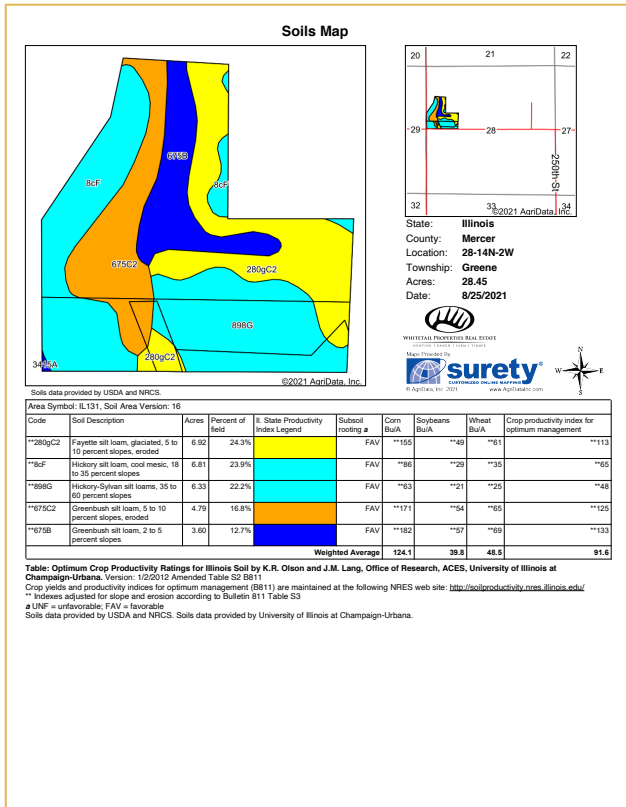 Soils Map
675B
8cF
8cF
675C2
280gC2
898G
280gC2
3415A
©2021 AgriData, Inc.
Soils data provided by USDA and NRCS.
20
21
22
29
28
27
250th St
32
33
34
©2021 AgriData, Inc.
State: Illinois
County: Mercer
Location: 28-14N-2W
Township: Greene
Acres: 28.45
Date: 8/25/2021
WHITETAIL PROPERTIES REAL ESTATE
HUNTING | RANCH | FARM | TIMBER
Maps Provided By
surety®
CUSTOMIZED ONLINE MAPPING
© AgriData, Inc. 2021 www.AgriDataInc.com
N
W E
S
Area Symbol: IL131, Soil Area Version: 16
Code Soil Description Acres Percent of field Il. State Productivity Index Legend Subsoil rooting a Corn Bu/A Soybeans Bu/A Wheat Bu/A Crop productivity index for optimum management
**280gC2 Fayette silt loam, glaciated, 5 to 10 percent slopes, eroded 6.92 24.3% FAV **155 **49 **61 **113
**8cF Hickory silt loam, cool mesic, 18 to 35 percent slopes 6.81 23.9% FAV **86 **29 **35 **65
**898G Hickory-Sylvan silt loams, 35 to 60 percent slopes 6.33 22.2% FAV **63 **21 **25 **48
**675C2 Greenbush silt loam, 5 to 10 percent slopes, eroded 4.79 16.8% FAV **171 **54 **65 **125
**675B Greenbush silt loam, 2 to 5 percent slopes 3.60 12.7% FAV **182 **57 **69 **133
Weighted Average 124.1 39.8 48.5 91.6
Table: Optimum Crop Productivity Ratings for Illinois Soil by K.R. Olson and J.M. Lang, Office of Research, ACES, University of Illinois at
Champaign-Urbana. Version: 1/2/2012 Amended Table S2 B811
Crop yields and productivity indices for optimum management (B811) are maintained at the following NRES web site: http://soilproductivity.nres.illinois.edu/
** Indexes adjusted for slope and erosion according to Bulletin 811 Table S3
a UNF = unfavorable; FAV = favorable
Soils data provided by USDA and NRCS. Soils data provided by University of Illinois at Champaign-Urbana.